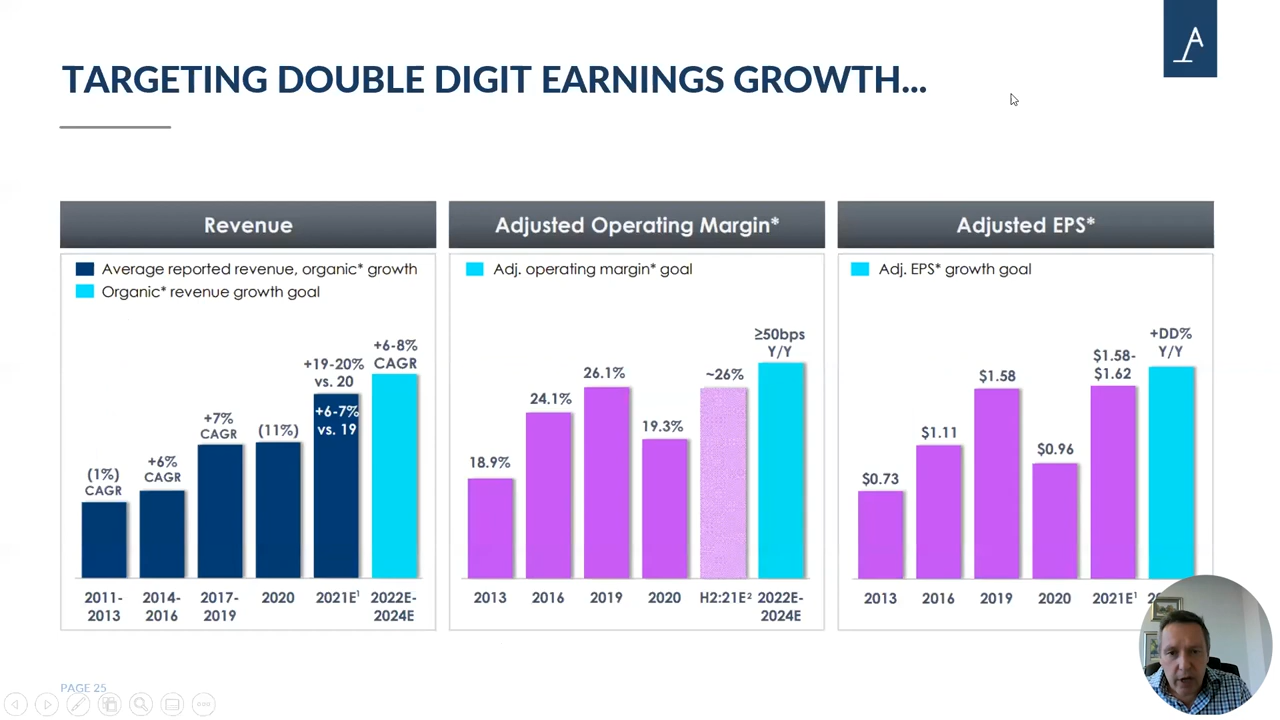 A
TARGETING DOUBLE DIGIT EARNINGS GROWTH...
Revenue
Average reported revenue, organic* growth
Organic* revenue growth goal
(1%)
CAGR
+6%
CAGR
+7%
CAGR
(11%)
+19-20%
vs. 20
+6-7%
vs. 19
+6-8%
CAGR
2011-
2013
2014-
2016
2017-
2019
2020
2021E¹
2022E-
2024E
Adjusted Operating Margin*
Adj. operating margin* goal
18.9%
24.1%
26.1%
19.3%
~26%
≥50bps
Y/Y
2013
2016
2019
2020
H2:21E²
2022E-
2024E
Adjusted EPS*
Adj. EPS* growth goal
$0.73
$1.11
$1.58
$0.96
$1.58-
$1.62
+DD%
Y/Y
2013
2016
2019
2020
2021E¹
PAGE 25